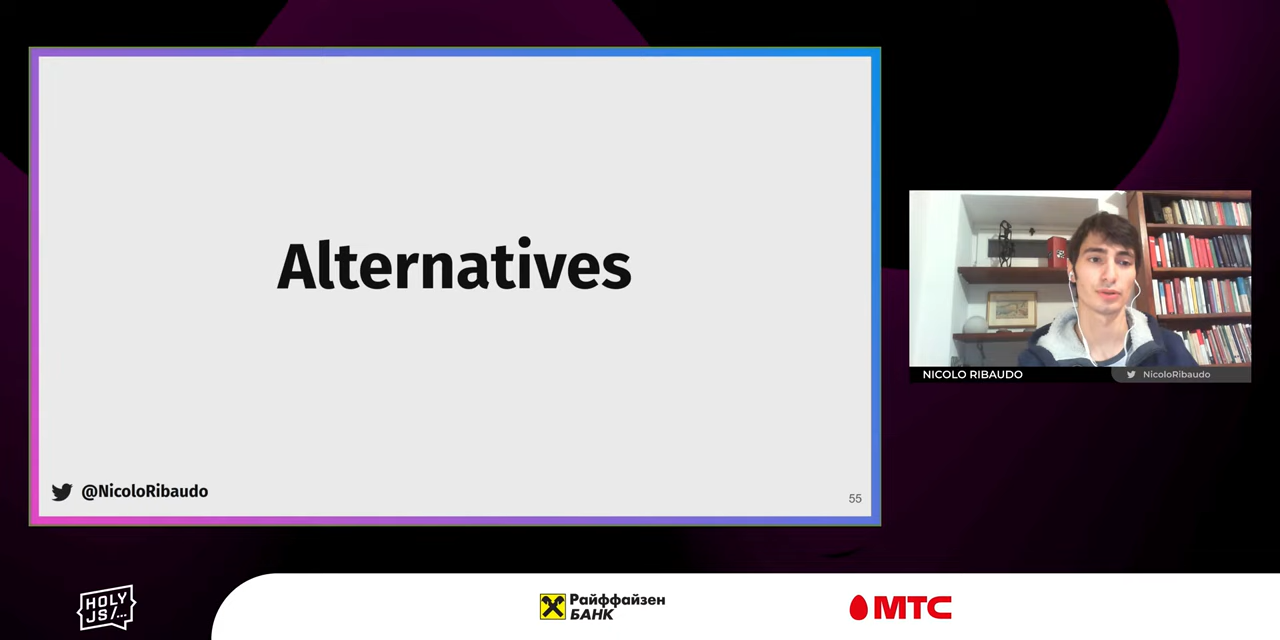 Alternatives
@NicoloRibaudo
55
NICOLO RIBAUDO
NicoloRibaudo
HOLY
JS/...
Райффайзен
БАНК
МТС